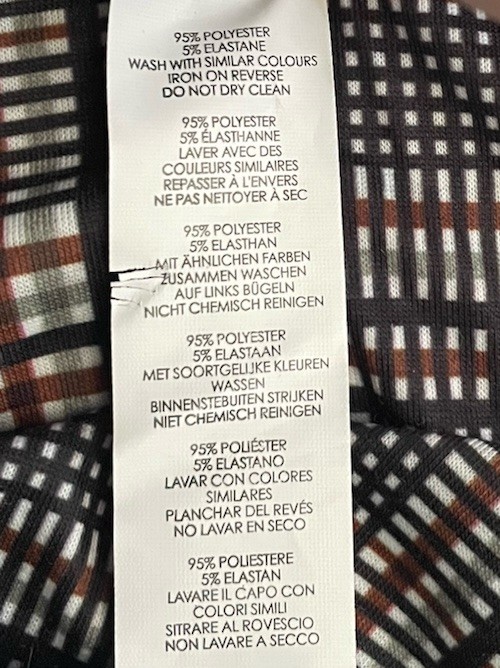 95% POLYESTER
5% ELASTANE
WASH WITH SIMILAR COLOURS
IRON ON REVERSE
DO NOT DRY CLEAN
95% POLYESTER
5% ÉLASTHANNE
LAVER AVEC DES
COULEURS SIMILAIRES
REPASSER À L'ENVERS
NE PAS NETTOYER À SEC
95% POLYESTER
5% ELASTHAN
MIT ÄHNLICHEN FARBEN
ZUSAMMEN WASCHEN
AUF LINKS BÜGELN
NICHT CHEMISCH REINIGEN
95% POLYESTER
5% ELASTAAN
MET SOORTGELIJKE KLEUREN
WASSEN
BINNENSTEBUITEN STRIJKEN
NIET CHEMISCH REINIGEN
95% POLIÉSTER
5% ELASTANO
LAVAR CON COLORES
SIMILARES
PLANCHAR DEL REVÉS
NO LAVAR EN SECO
95% POLIESTERE
5% ELASTAN
LAVARE IL CAPO CON
COLORI SIMILI
SITRARE AL ROVESCIO
NON LAVARE A SECCO